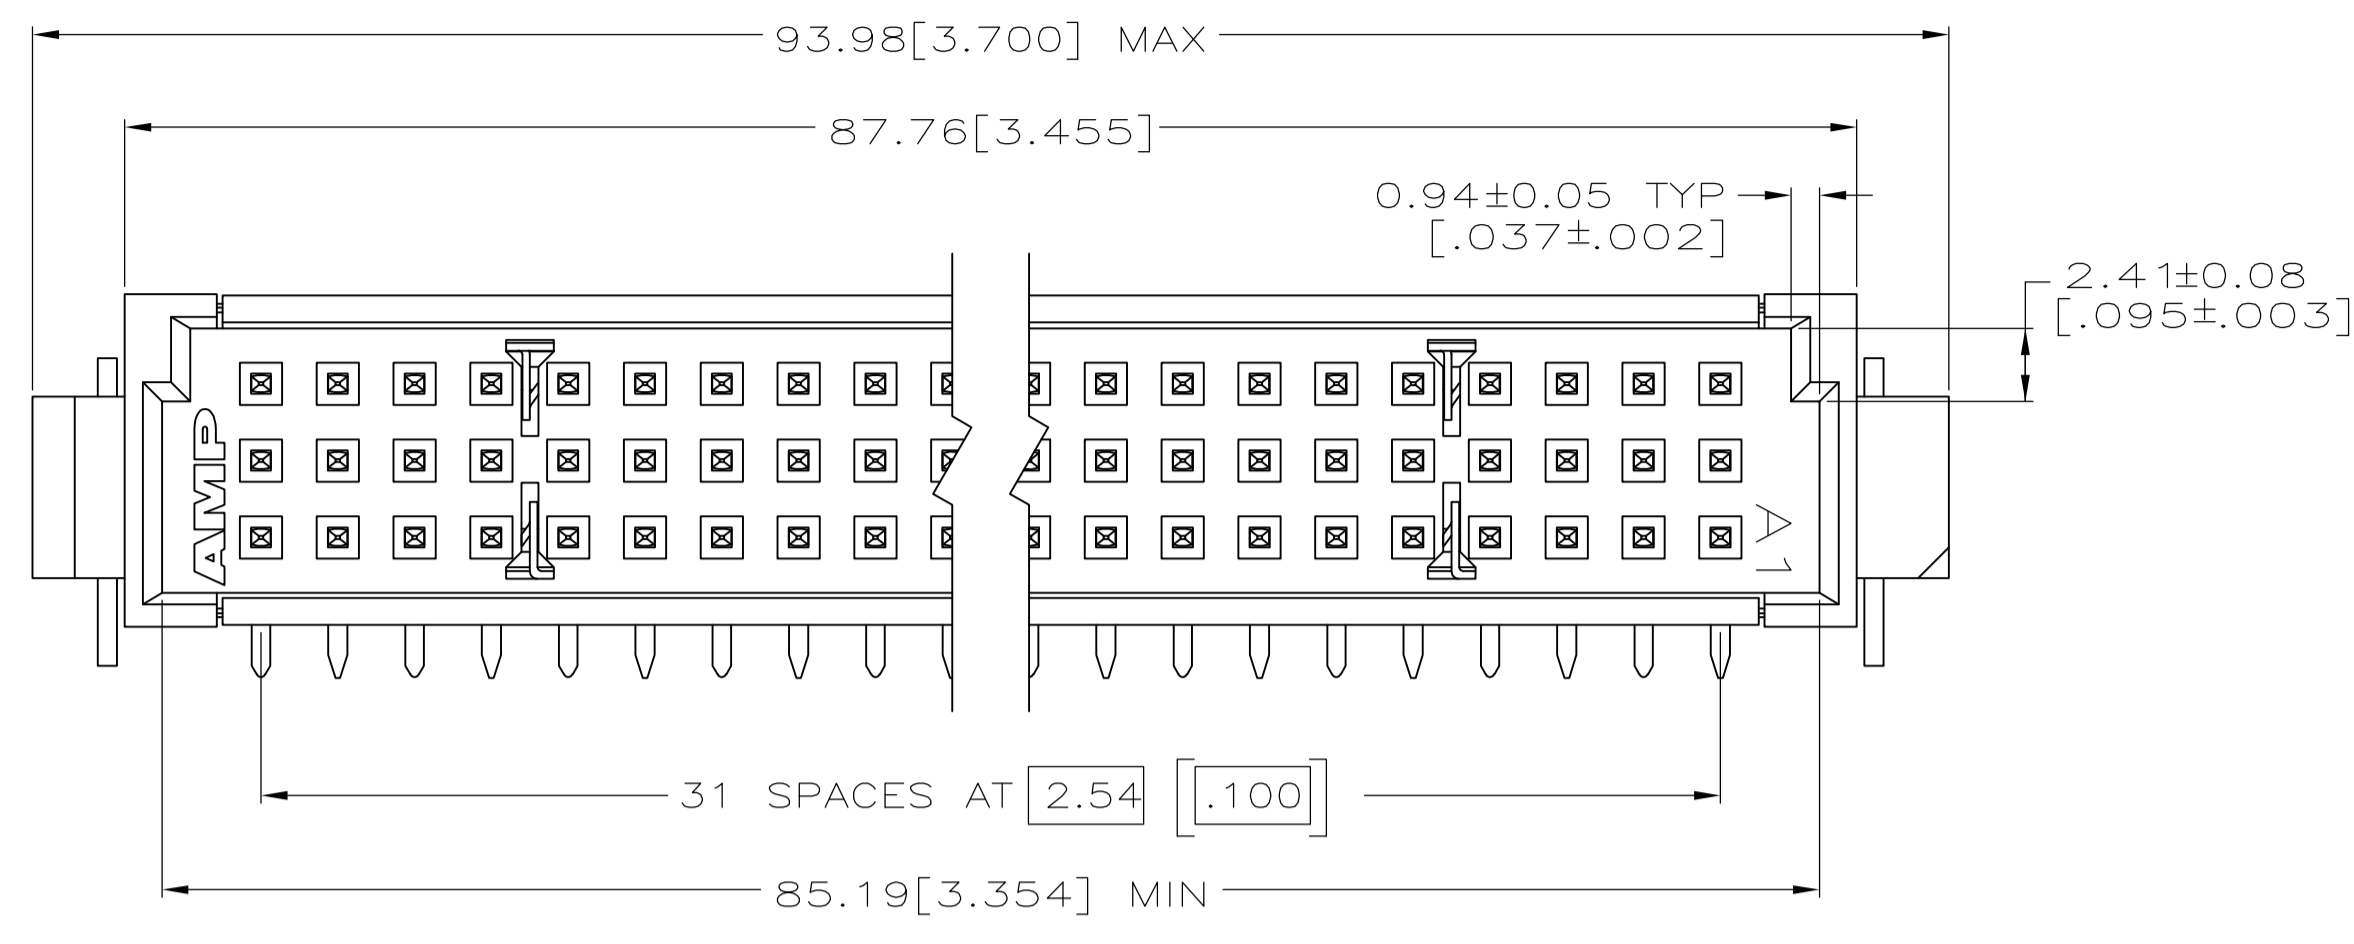 93.98[3.700] MAX
87.76[3.455]
0.94±0.05 TYP
[.037±.002]
2.41±0.08
[.095±.003]
AMP
A1
31 SPACES AT 2.54 [.100]
85.19[3.354] MIN